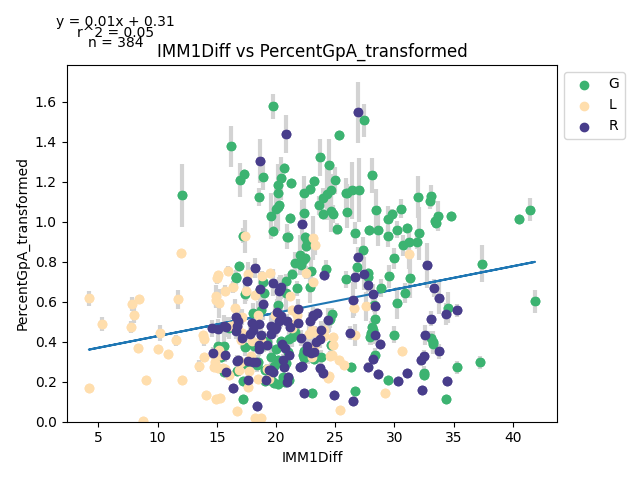 y = 0.01x + 0.31
r^2 = 0.05
n = 384
IMM1Diff vs PercentGpA_transformed
G
L
R
PercentGpA_transformed
1.6
1.4
1.2
1.0
0.8
0.6
0.4
0.2
0.0
5 10 15 20 25 30 35 40
IMM1Diff